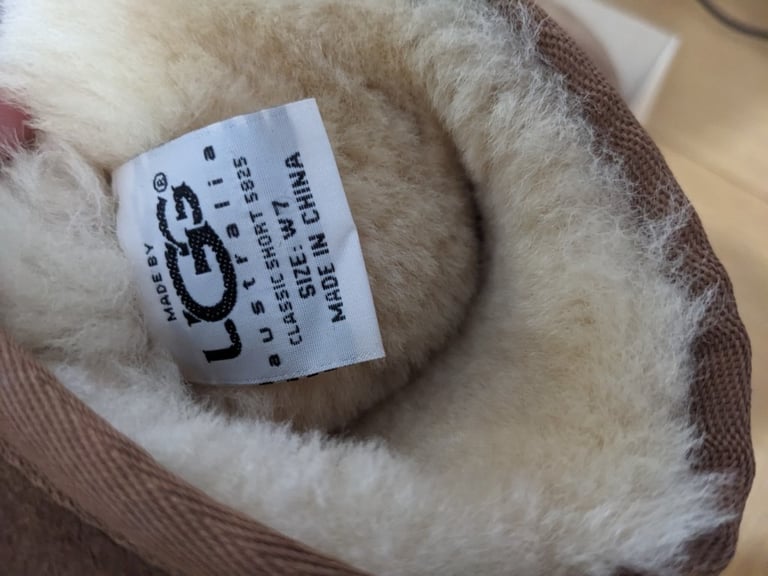 MADE BY
UGG®
australia
CLASSIC SHORT 5825
SIZE: W7
MADE IN CHINA